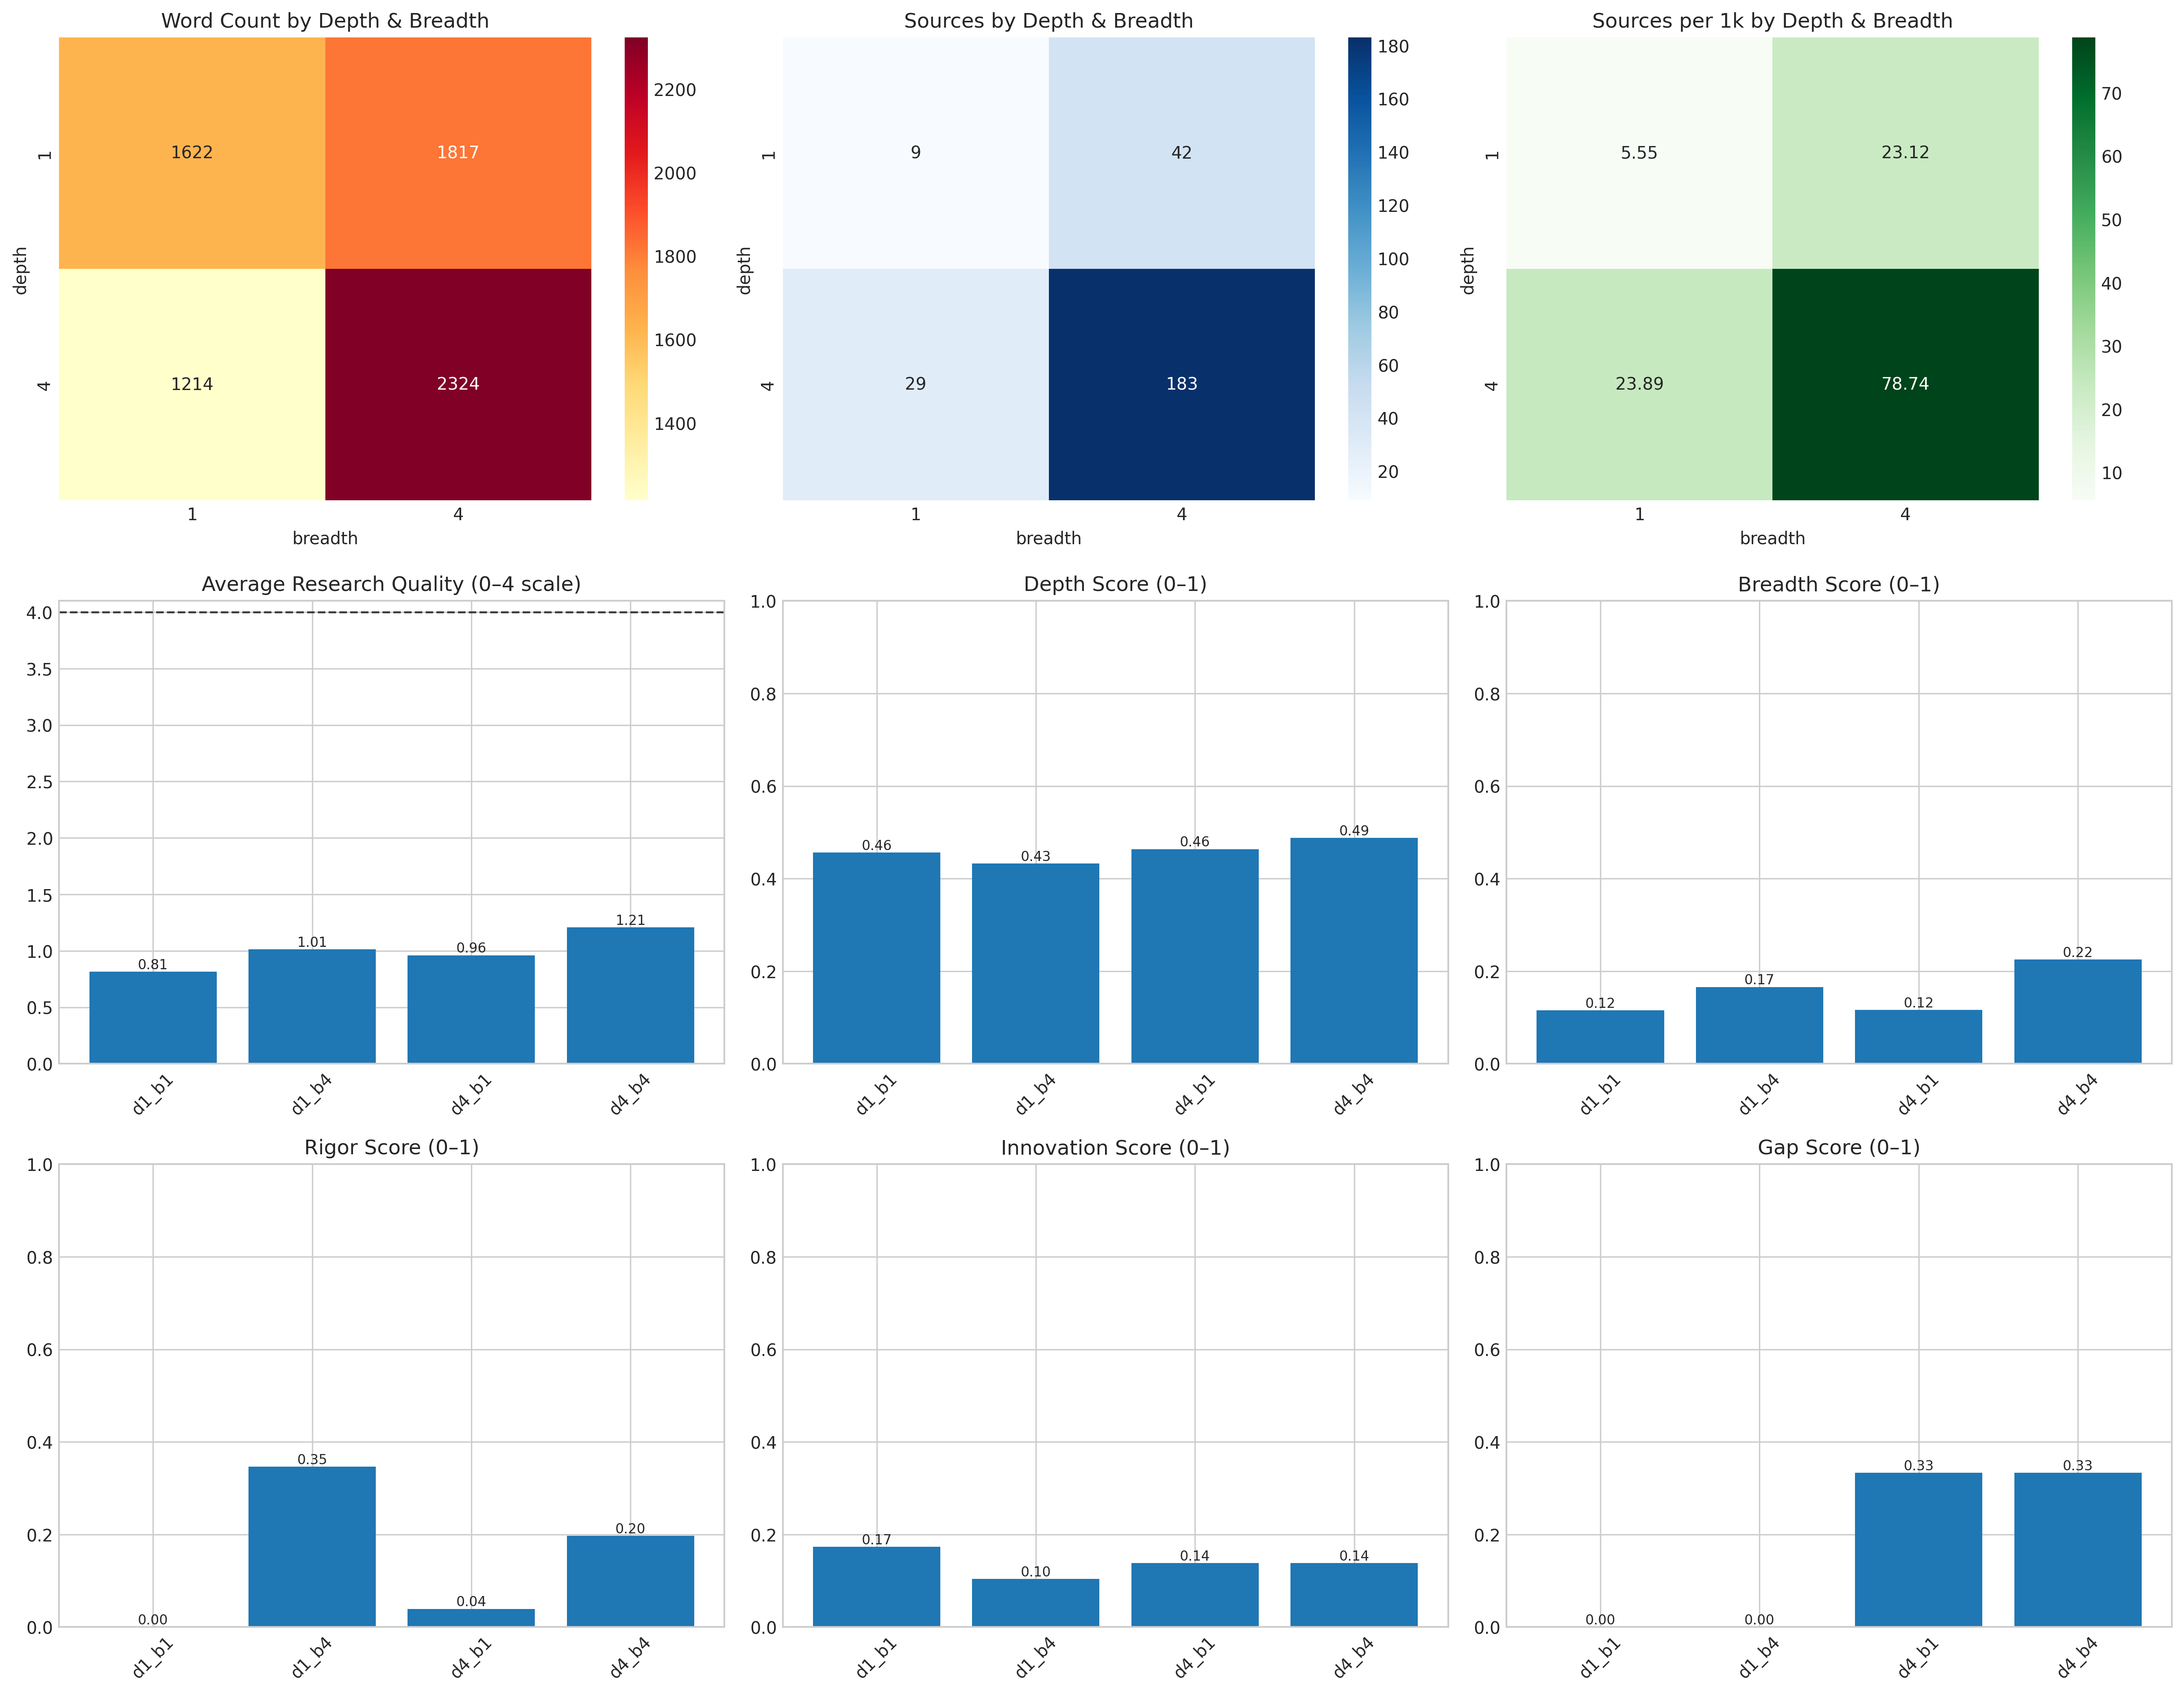 Word Count by Depth & Breadth
1622
1817
1214
2324
1
4
depth
1
4
breadth
2200
2000
1800
1600
1400
Sources by Depth & Breadth
9
42
29
183
1
4
depth
1
4
breadth
180
160
140
120
100
80
60
40
20
Sources per 1k by Depth & Breadth
5.55
23.12
23.89
78.74
1
4
depth
1
4
breadth
70
60
50
40
30
20
10
Average Research Quality (0–4 scale)
4.0
3.5
3.0
2.5
2.0
1.5
1.0
0.5
0.0
0.81
1.01
0.96
1.21
d1_b1
d1_b4
d4_b1
d4_b4
Depth Score (0–1)
1.0
0.8
0.6
0.4
0.2
0.0
0.46
0.43
0.46
0.49
d1_b1
d1_b4
d4_b1
d4_b4
Breadth Score (0–1)
1.0
0.8
0.6
0.4
0.2
0.0
0.12
0.17
0.12
0.22
d1_b1
d1_b4
d4_b1
d4_b4
Rigor Score (0–1)
1.0
0.8
0.6
0.4
0.2
0.0
0.00
0.35
0.04
0.20
d1_b1
d1_b4
d4_b1
d4_b4
Innovation Score (0–1)
1.0
0.8
0.6
0.4
0.2
0.0
0.17
0.10
0.14
0.14
d1_b1
d1_b4
d4_b1
d4_b4
Gap Score (0–1)
1.0
0.8
0.6
0.4
0.2
0.0
0.00
0.00
0.33
0.33
d1_b1
d1_b4
d4_b1
d4_b4